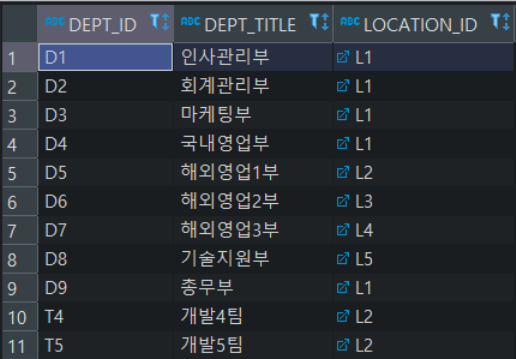 ABC DEPT_ID ABC DEPT_TITLE ABC LOCATION_ID
1 D1 인사관리부 L1
2 D2 회계관리부 L1
3 D3 마케팅부 L1
4 D4 국내영업부 L1
5 D5 해외영업1부 L2
6 D6 해외영업2부 L3
7 D7 해외영업3부 L4
8 D8 기술지원부 L5
9 D9 총무부 L1
10 T4 개발4팀 L2
11 T5 개발5팀 L2